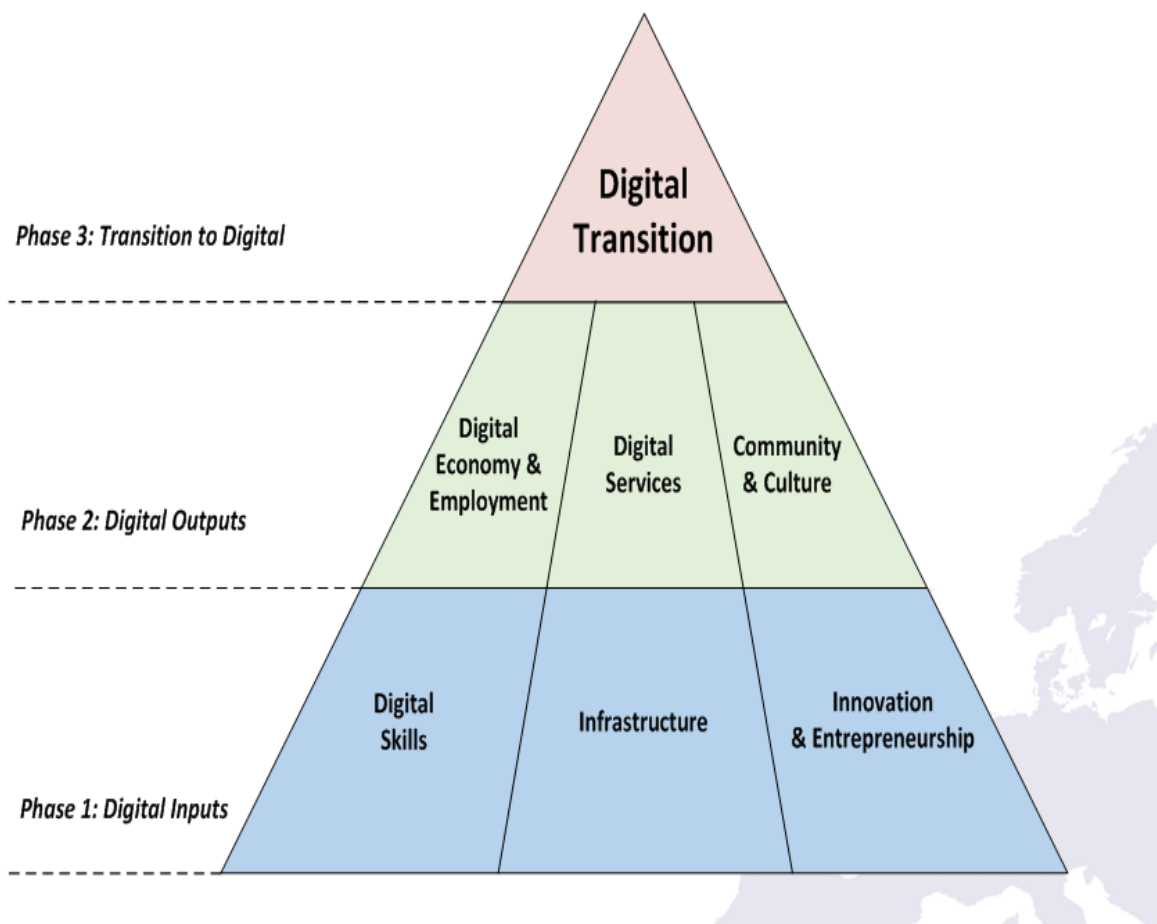 Digital
Transition
Phase 3: Transition to Digital
Digital
Economy &
Employment
Digital
Services
Community
& Culture
Phase 2: Digital Outputs
Digital
Skills
Infrastructure
Innovation
& Entrepreneurship
Phase 1: Digital Inputs